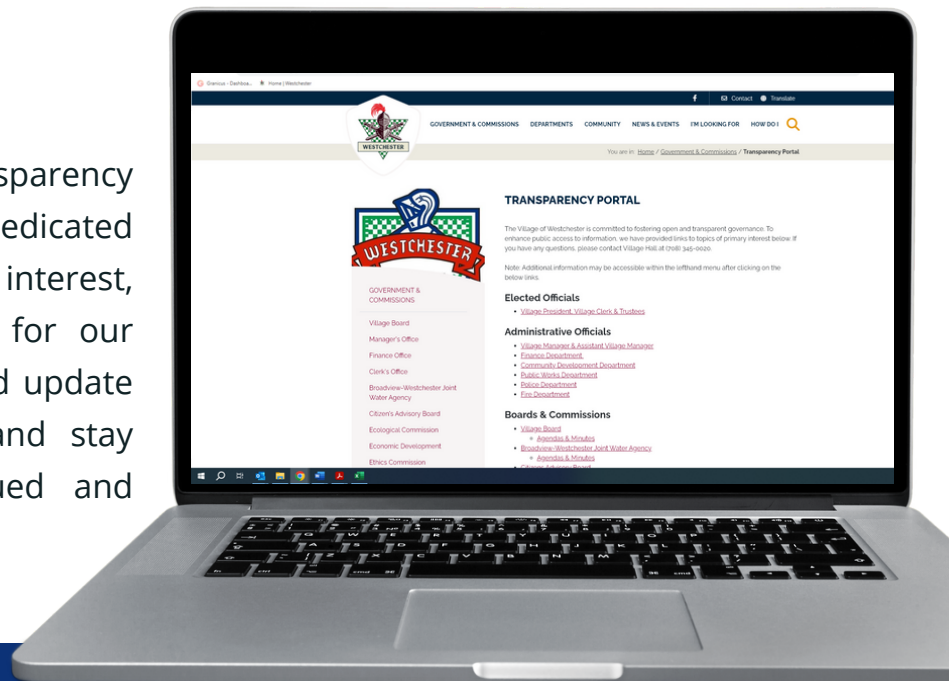 sparency
edicated
interest,
for our
d update
and stay
ued and
Granicus - Dashboa... Home | Westchester
Contact Translate
WESTCHESTER
GOVERNMENT & COMMISSIONS DEPARTMENTS COMMUNITY NEWS & EVENTS I'M LOOKING FOR HOW DO I
You are in: Home / Government & Commissions / Transparency Portal
WESTCHESTER
GOVERNMENT &
COMMISSIONS
Village Board
Manager's Office
Finance Office
Clerk's Office
Broadview-Westchester Joint
Water Agency
Citizen's Advisory Board
Ecological Commission
Economic Development
Ethics Commission
TRANSPARENCY PORTAL
The Village of Westchester is committed to fostering open and transparent governance. To
enhance public access to information, we have provided links to topics of primary interest below. If
you have any questions, please contact Village Hall at (708) 345-0020.
Note: Additional information may be accessible within the lefthand menu after clicking on the
below links.
Elected Officials
Village President, Village Clerk & Trustees
Administrative Officials
Village Manager & Assistant Village Manager
Finance Department
Community Development Department
Public Works Department
Police Department
Fire Department
Boards & Commissions
Village Board
Agendas & Minutes
Broadview-Westchester Joint Water Agency
Agendas & Minutes
Citizens Advisory Board